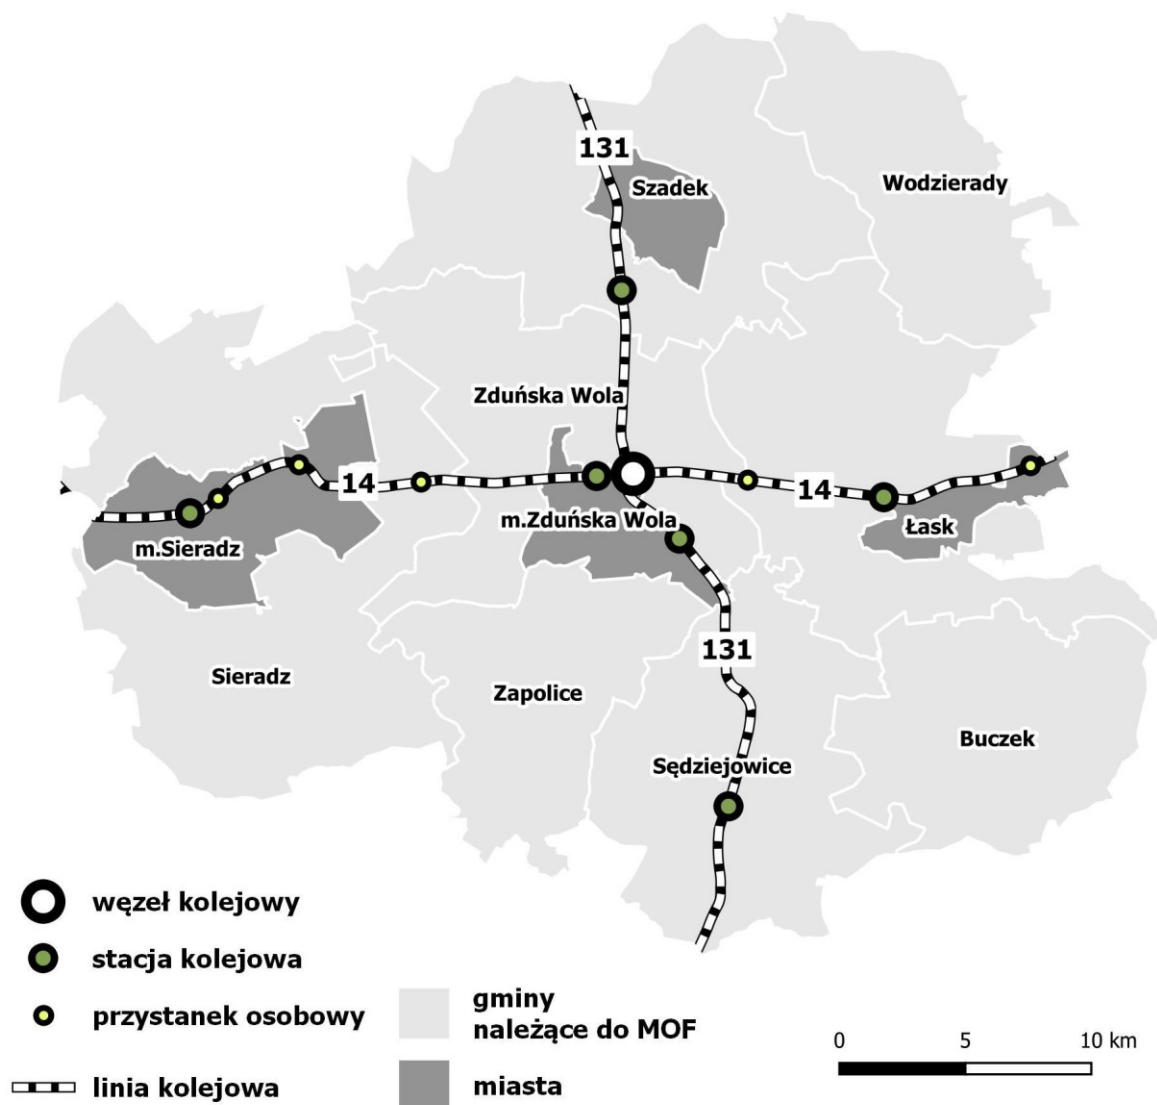 131
Szadek
Wodzierady
Zduńska Wola
14
14
m.Zduńska Wola
Łask
m.Sieradz
131
Sieradz
Zapolice
Buczek
Sędziejowice
węzeł kolejowy
stacja kolejowa
przystanek osobowy
linia kolejowa
gminy
należące do MOF
miasta
0 5 10 km